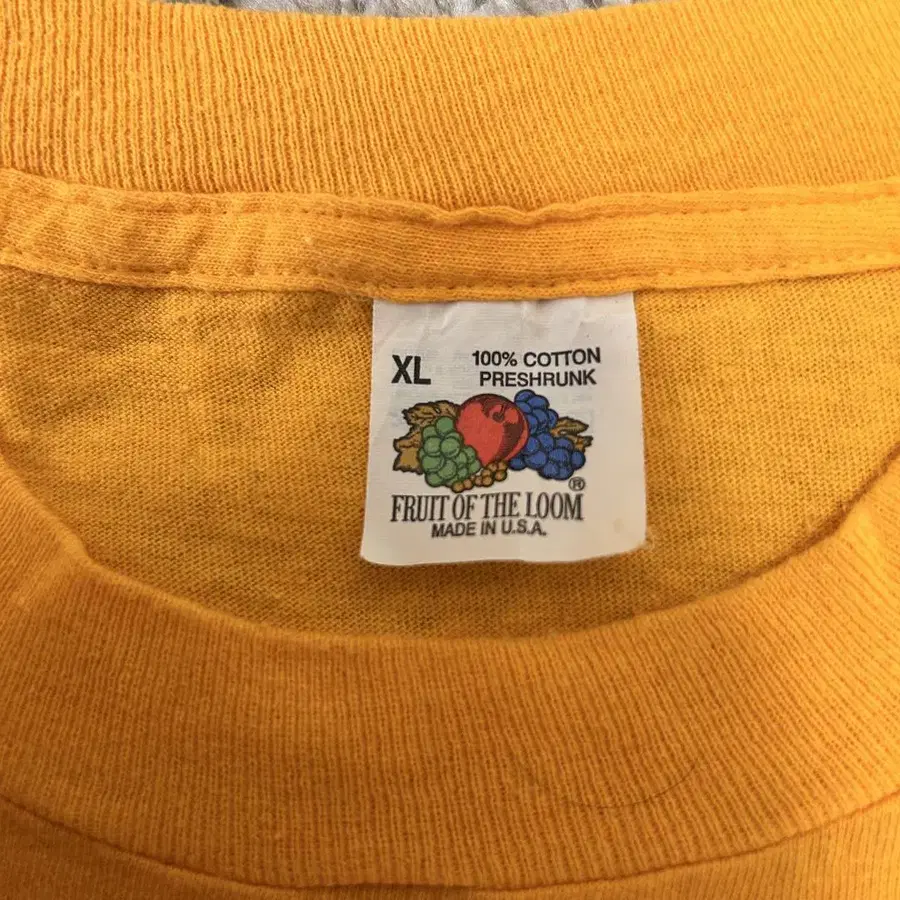 XL
100% COTTON
PRESHRUNK
®
FRUIT OF THE LOOM
MADE IN U.S.A.